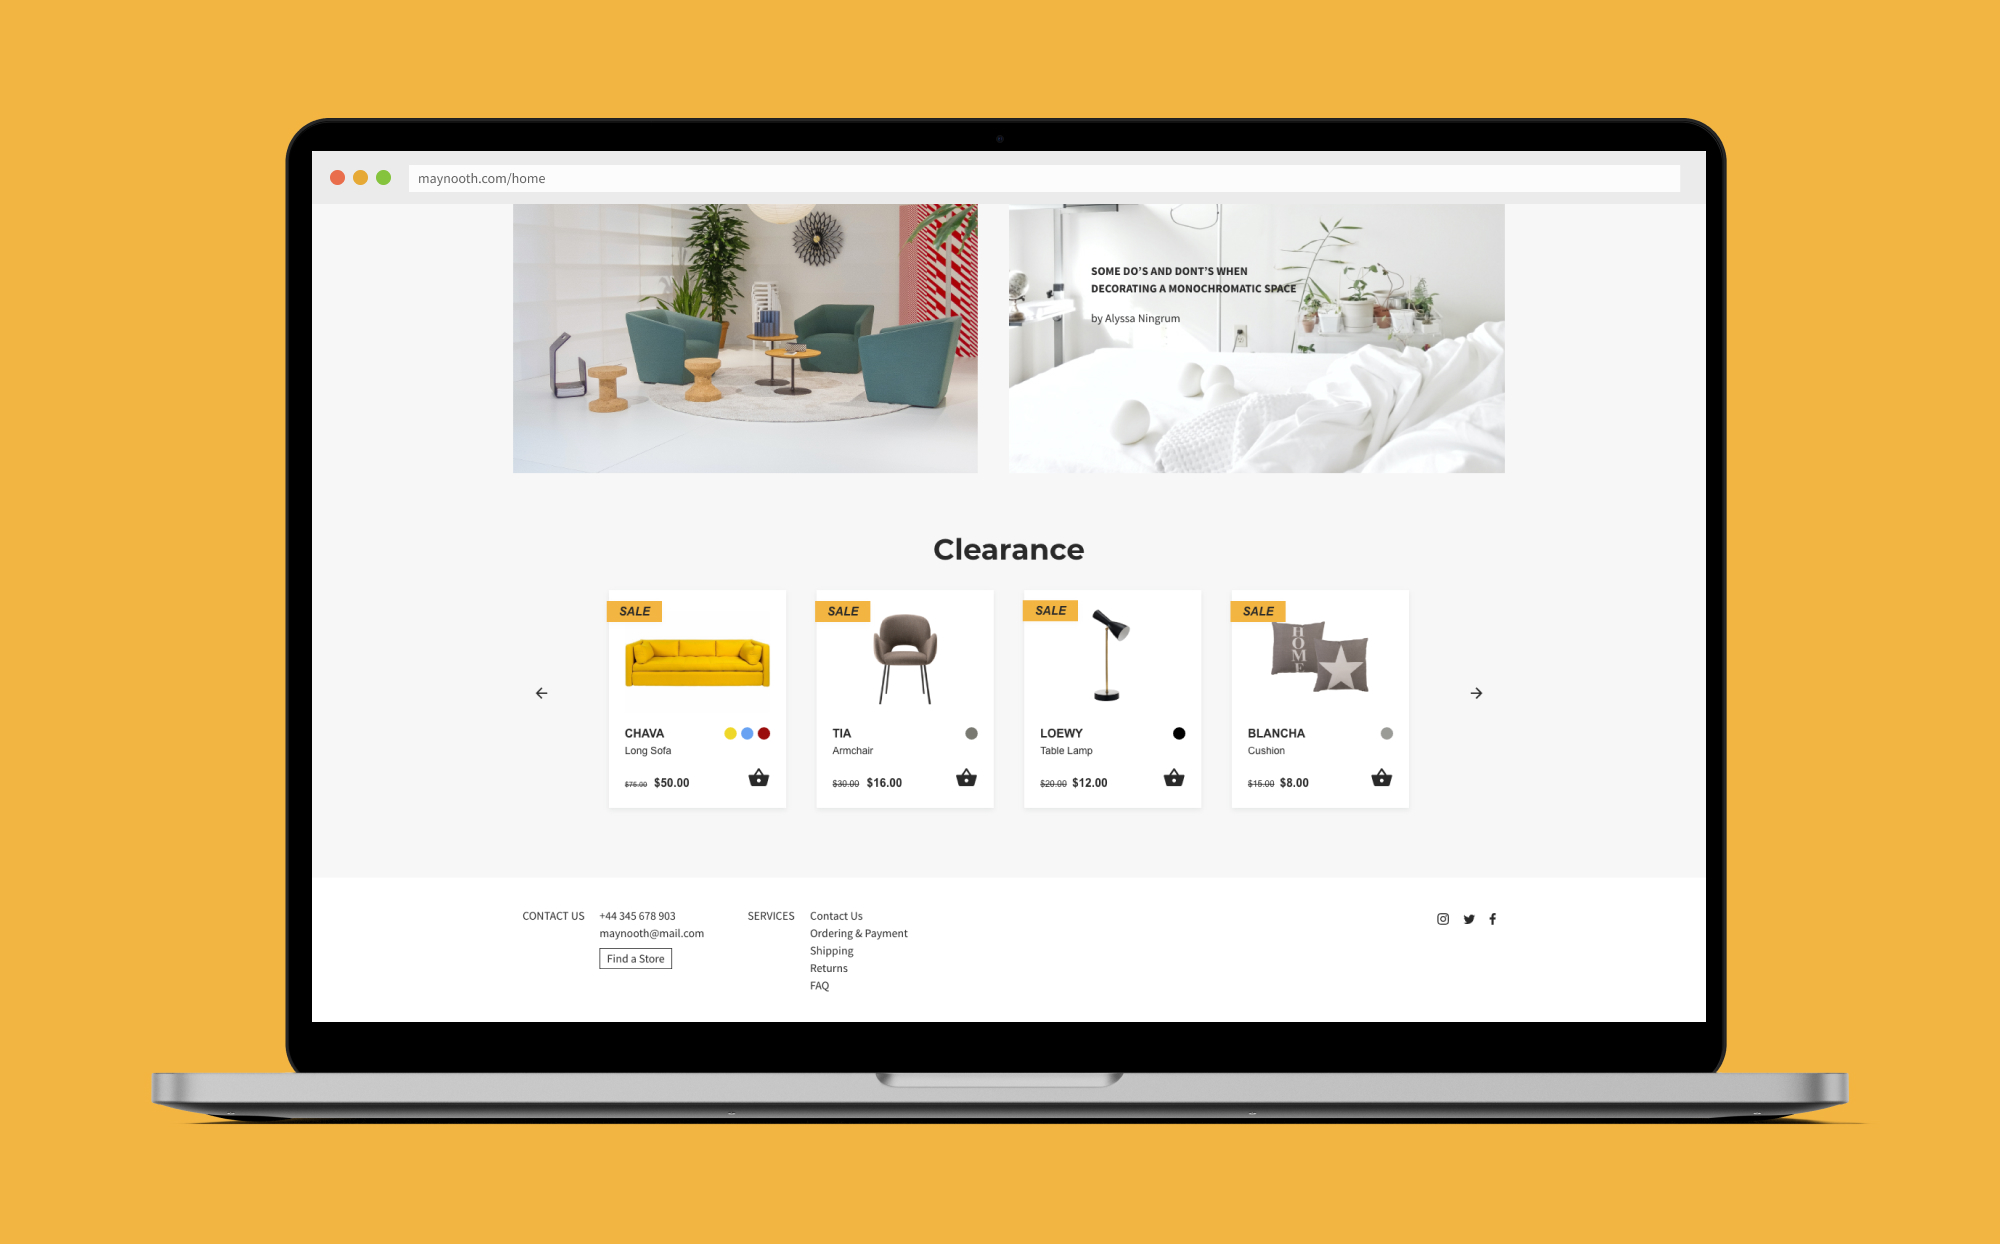 maynooth.com/home
SOME DO'S AND DONT'S WHEN
DECORATING A MONOCHROMATIC SPACE
by Alyssa Ningrum
Clearance
SALE
CHAVA
Long Sofa
$75.00 $50.00
SALE
TIA
Armchair
$30.00 $16.00
SALE
LOEWY
Table Lamp
$20.00 $12.00
SALE
HOME
BLANCHA
Cushion
$15.00 $8.00
CONTACT US
+44 345 678 903
maynooth@mail.com
Find a Store
SERVICES
Contact Us
Ordering & Payment
Shipping
Returns
FAQ